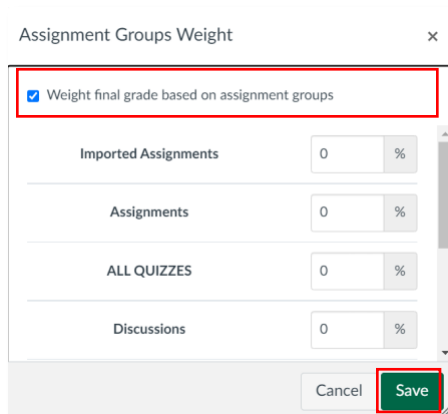 Assignment Groups Weight ×
Weight final grade based on assignment groups
Imported Assignments 0 %
Assignments 0 %
ALL QUIZZES 0 %
Discussions 0 %
Cancel Save